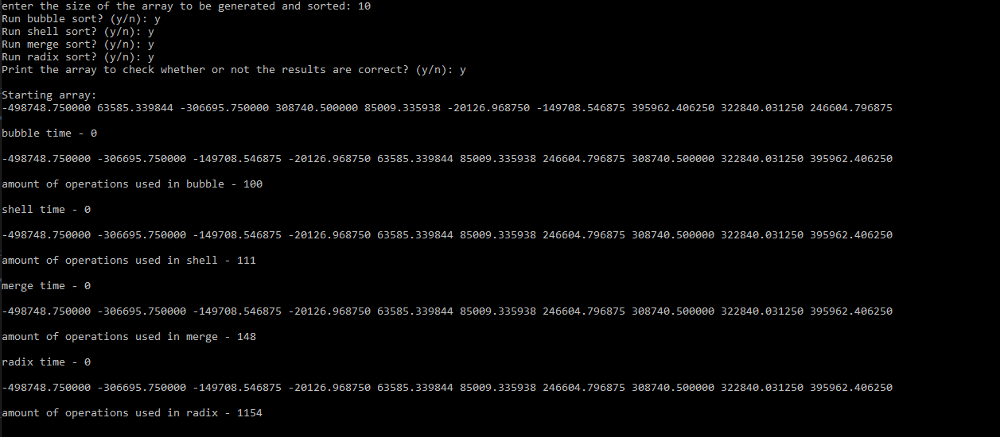 enter the size of the array to be generated and sorted: 10
Run bubble sort? (y/n): y
Run shell sort? (y/n): y
Run merge sort? (y/n): y
Run radix sort? (y/n): y
Print the array to check whether or not the results are correct? (y/n): y
Starting array:
-498748.750000 63585.339844 -306695.750000 308740.500000 85009.335938 -20126.968750 -149708.546875 395962.406250 322840.031250 246604.796875
bubble time - 0
-498748.750000 -306695.750000 -149708.546875 -20126.968750 63585.339844 85009.335938 246604.796875 308740.500000 322840.031250 395962.406250
amount of operations used in bubble - 100
shell time - 0
-498748.750000 -306695.750000 -149708.546875 -20126.968750 63585.339844 85009.335938 246604.796875 308740.500000 322840.031250 395962.406250
amount of operations used in shell - 111
merge time - 0
-498748.750000 -306695.750000 -149708.546875 -20126.968750 63585.339844 85009.335938 246604.796875 308740.500000 322840.031250 395962.406250
amount of operations used in merge - 148
radix time - 0
-498748.750000 -306695.750000 -149708.546875 -20126.968750 63585.339844 85009.335938 246604.796875 308740.500000 322840.031250 395962.406250
amount of operations used in radix - 1154